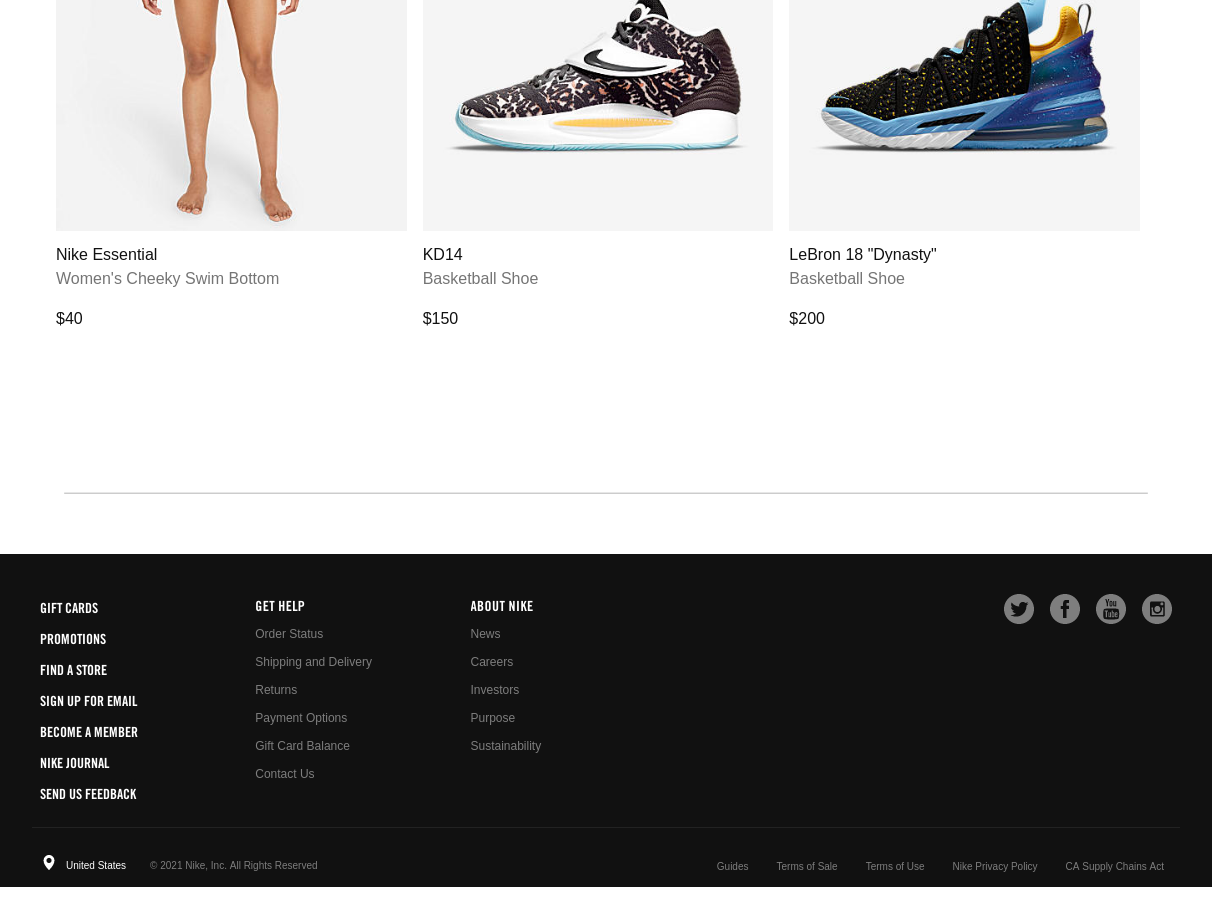 Nike Essential
Women's Cheeky Swim Bottom
$40
KD14
Basketball Shoe
$150
LeBron 18 "Dynasty"
Basketball Shoe
$200
GIFT CARDS
PROMOTIONS
FIND A STORE
SIGN UP FOR EMAIL
BECOME A MEMBER
NIKE JOURNAL
SEND US FEEDBACK
GET HELP
Order Status
Shipping and Delivery
Returns
Payment Options
Gift Card Balance
Contact Us
ABOUT NIKE
News
Careers
Investors
Purpose
Sustainability
You
Tube
United States
© 2021 Nike, Inc. All Rights Reserved
Guides
Terms of Sale
Terms of Use
Nike Privacy Policy
CA Supply Chains Act